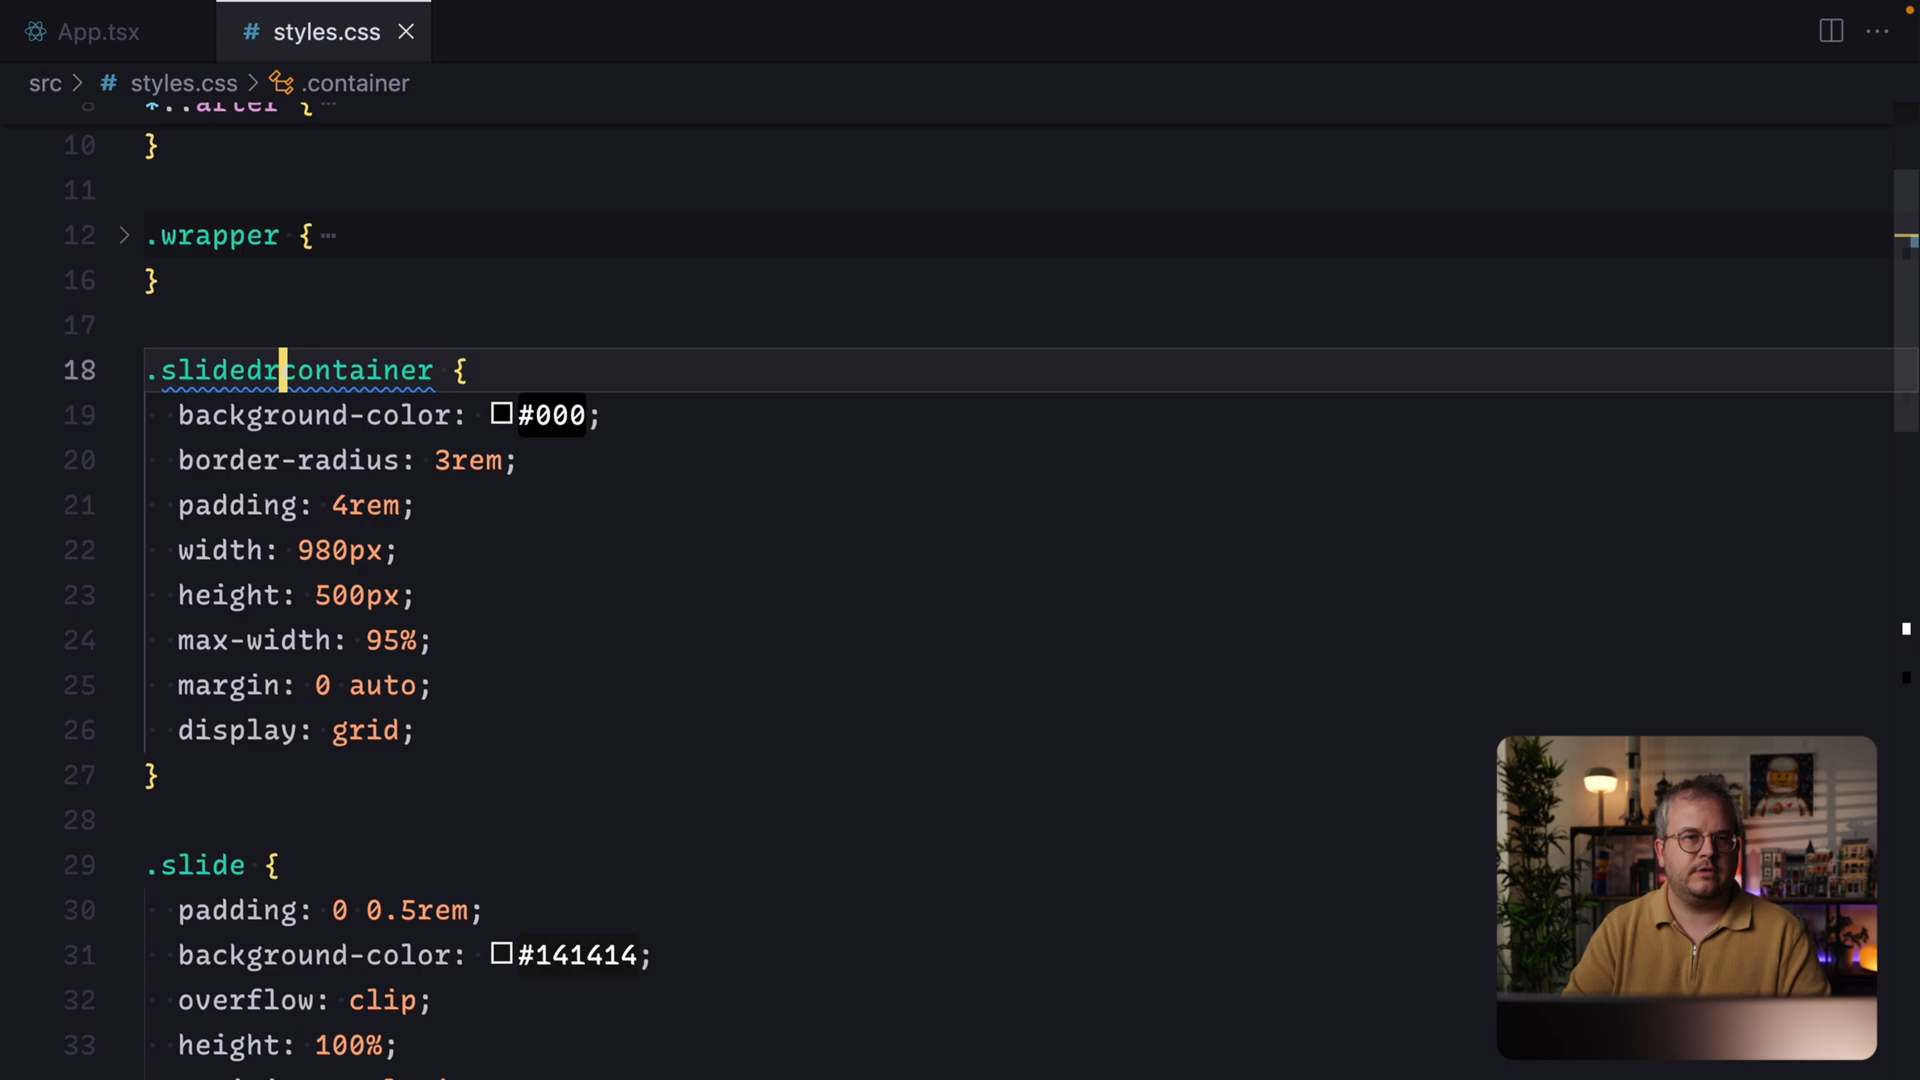 App.tsx
# styles.css
src > # styles.css > .container
8 *::after { …
10 }
11
12 .wrapper { …
16 }
17
18 .slidedrcontainer {
19 background-color: #000;
20 border-radius: 3rem;
21 padding: 4rem;
22 width: 980px;
23 height: 500px;
24 max-width: 95%;
25 margin: 0 auto;
26 display: grid;
27 }
28
29 .slide {
30 padding: 0 0.5rem;
31 background-color: #141414;
32 overflow: clip;
33 height: 100%;